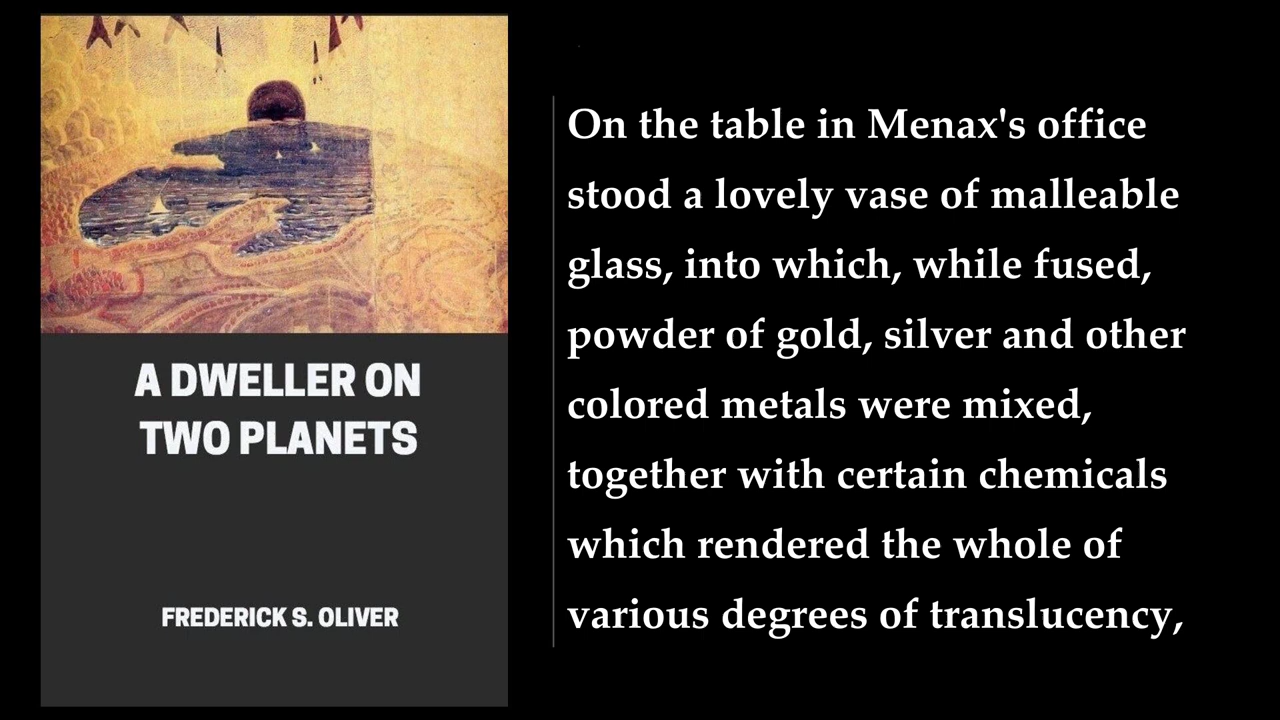 A DWELLER ON
TWO PLANETS
FREDERICK S. OLIVER
On the table in Menax's office
stood a lovely vase of malleable
glass, into which, while fused,
powder of gold, silver and other
colored metals were mixed,
together with certain chemicals
which rendered the whole of
various degrees of translucency,